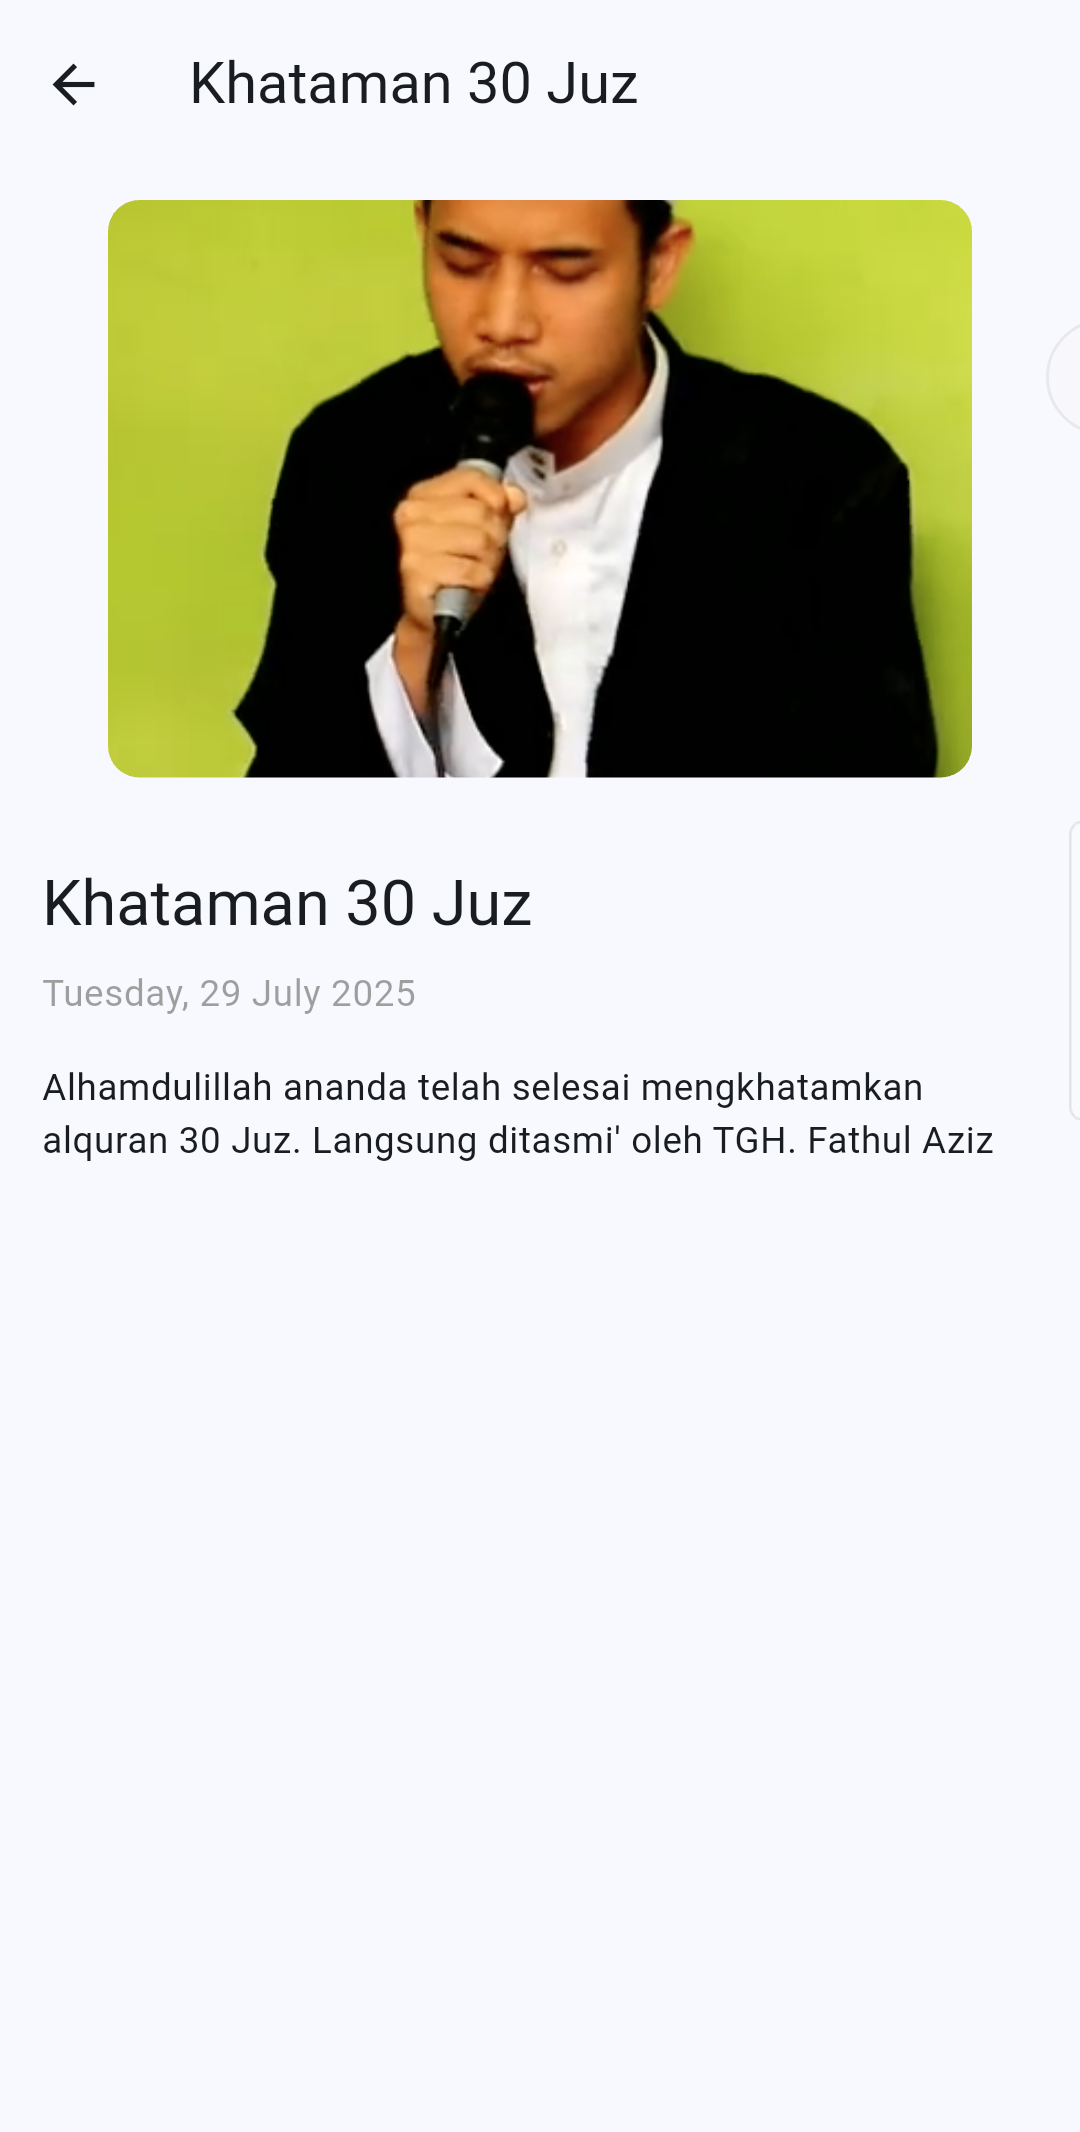 Khataman 30 Juz
Khataman 30 Juz
Tuesday, 29 July 2025
Alhamdulillah ananda telah selesai mengkhatamkan
alquran 30 Juz. Langsung ditasmi' oleh TGH. Fathul Aziz